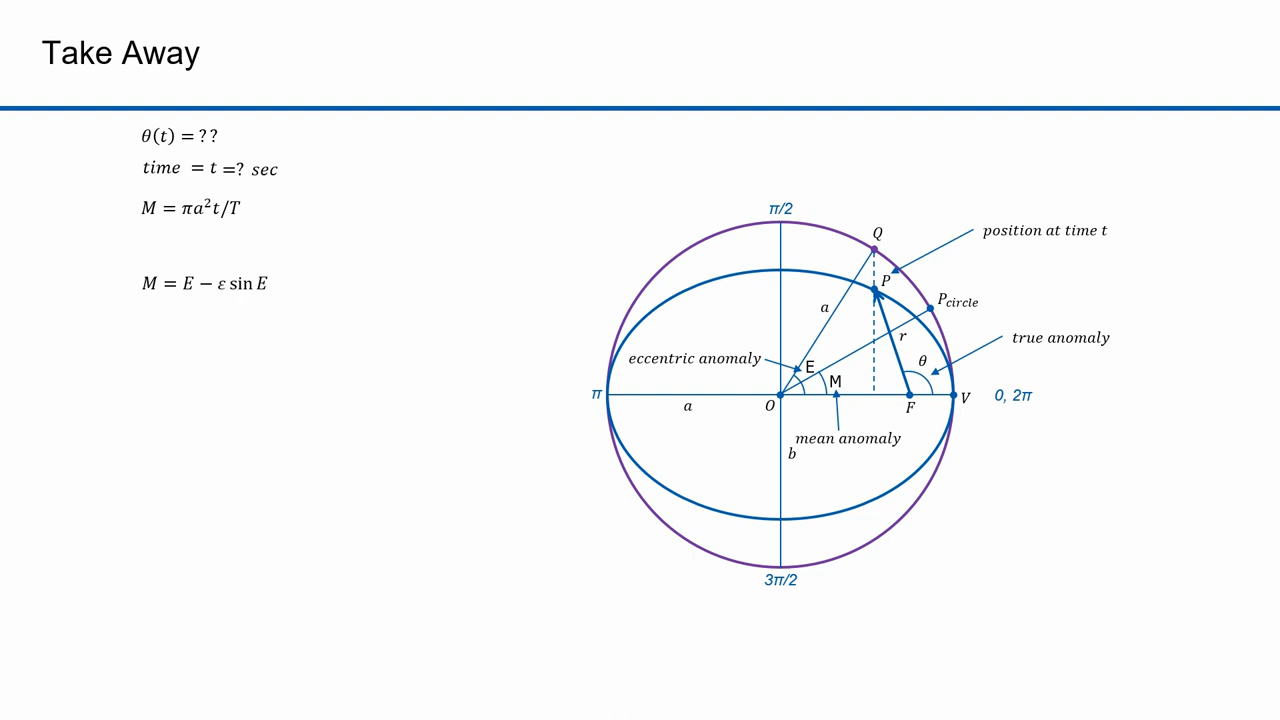 Take Away
θ(t) = ??
time = t =? sec
M = πa²t/T
M = E − ε sin E
π/2
Q
position at time t
P
P_circle
a
r
true anomaly
eccentric anomaly
E
θ
M
π
a
O
F
V
0, 2π
mean anomaly
b
3π/2